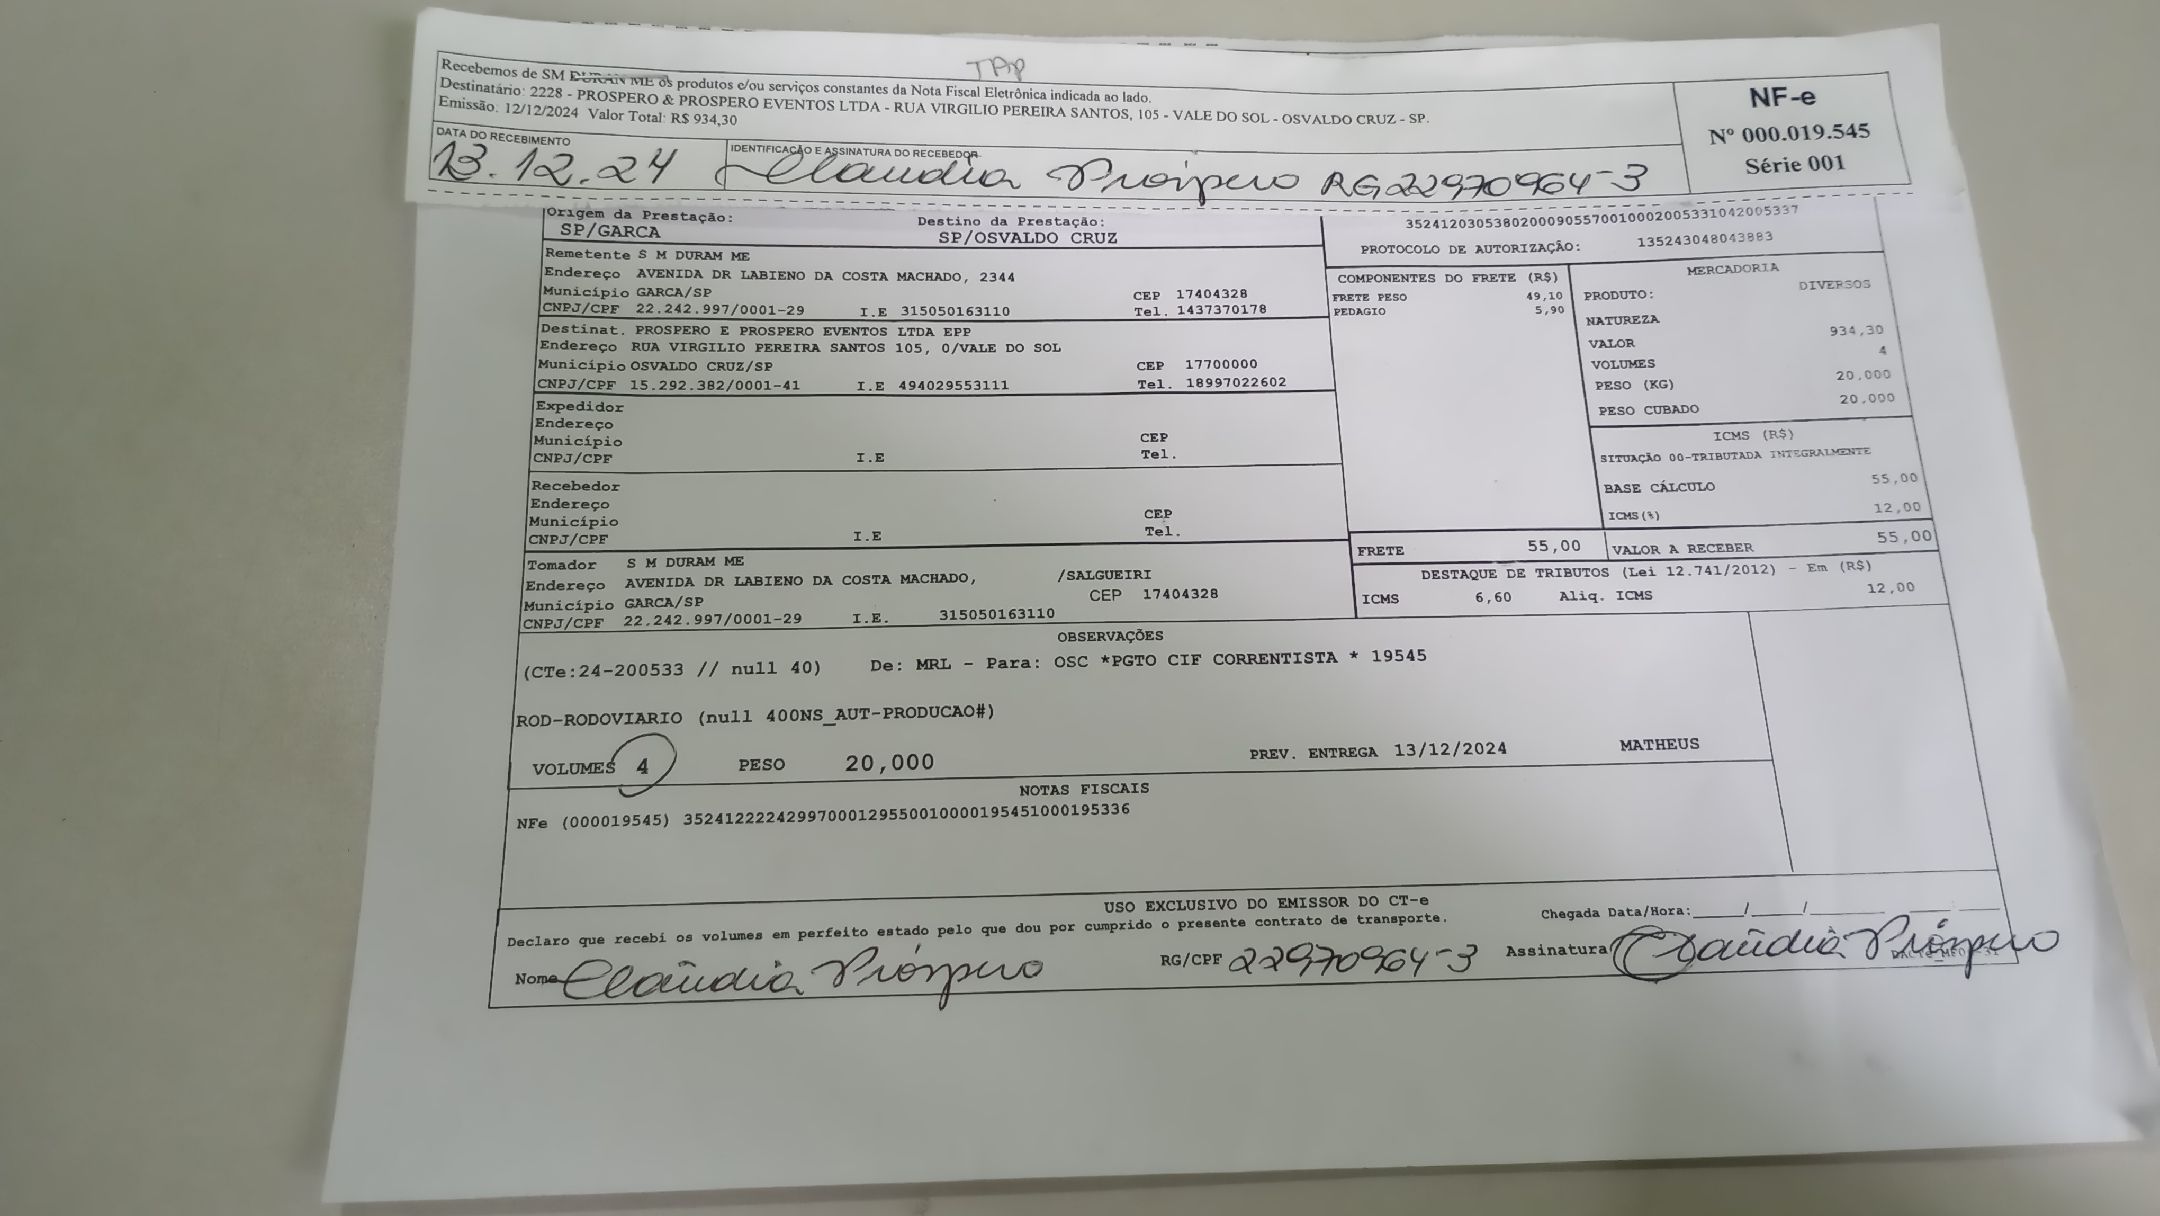 TAP
Recebemos de SM DURAN ME os produtos e/ou serviços constantes da Nota Fiscal Eletrônica indicada ao lado.
Destinatário: 2228 - PROSPERO & PROSPERO EVENTOS LTDA - RUA VIRGILIO PEREIRA SANTOS, 105 - VALE DO SOL - OSVALDO CRUZ - SP.
Emissão: 12/12/2024 Valor Total: R$ 934,30
NF-e
Nº 000.019.545
Série 001
DATA DO RECEBIMENTO IDENTIFICAÇÃO E ASSINATURA DO RECEBEDOR
13.12.24 Claudia Próspero RG 22970964-3
Origem da Prestação: Destino da Prestação:
SP/GARCA SP/OSVALDO CRUZ
35241203053802000905570010002005331042005337
PROTOCOLO DE AUTORIZAÇÃO: 135243048043883
Remetente S M DURAM ME
Endereço AVENIDA DR LABIENO DA COSTA MACHADO, 2344
Município GARCA/SP CEP 17404328
CNPJ/CPF 22.242.997/0001-29 I.E 315050163110 Tel. 1437370178
Destinat. PROSPERO E PROSPERO EVENTOS LTDA EPP
Endereço RUA VIRGILIO PEREIRA SANTOS 105, 0/VALE DO SOL
Município OSVALDO CRUZ/SP CEP 17700000
CNPJ/CPF 15.292.382/0001-41 I.E 494029553111 Tel. 18997022602
Expedidor
Endereço
Município CEP
CNPJ/CPF I.E Tel.
Recebedor
Endereço
Município CEP
CNPJ/CPF I.E Tel.
Tomador S M DURAM ME
Endereço AVENIDA DR LABIENO DA COSTA MACHADO, /SALGUEIRI
Município GARCA/SP CEP 17404328
CNPJ/CPF 22.242.997/0001-29 I.E. 315050163110
COMPONENTES DO FRETE (R$)
FRETE PESO 49,10
PEDAGIO 5,90
MERCADORIA
PRODUTO: DIVERSOS
NATUREZA
VALOR 934,30
VOLUMES 4
PESO (KG) 20,000
PESO CUBADO 20,000
ICMS (R$)
SITUAÇÃO 00-TRIBUTADA INTEGRALMENTE
BASE CÁLCULO 55,00
ICMS(%) 12,00
FRETE 55,00 VALOR A RECEBER 55,00
DESTAQUE DE TRIBUTOS (Lei 12.741/2012) - Em (R$)
ICMS 6,60 Aliq. ICMS 12,00
OBSERVAÇÕES
(CTe:24-200533 // null 40) De: MRL - Para: OSC *PGTO CIF CORRENTISTA * 19545
ROD-RODOVIARIO (null 400NS_AUT-PRODUCAO#)
VOLUMES 4 PESO 20,000 PREV. ENTREGA 13/12/2024 MATHEUS
NOTAS FISCAIS
NFe (000019545) 35241222242997000129550010000195451000195336
USO EXCLUSIVO DO EMISSOR DO CT-e
Declaro que recebi os volumes em perfeito estado pelo que dou por cumprido o presente contrato de transporte. Chegada Data/Hora:____/____/____
Nome Claudia Próspero RG/CPF 22970964-3 Assinatura Claudia Próspero